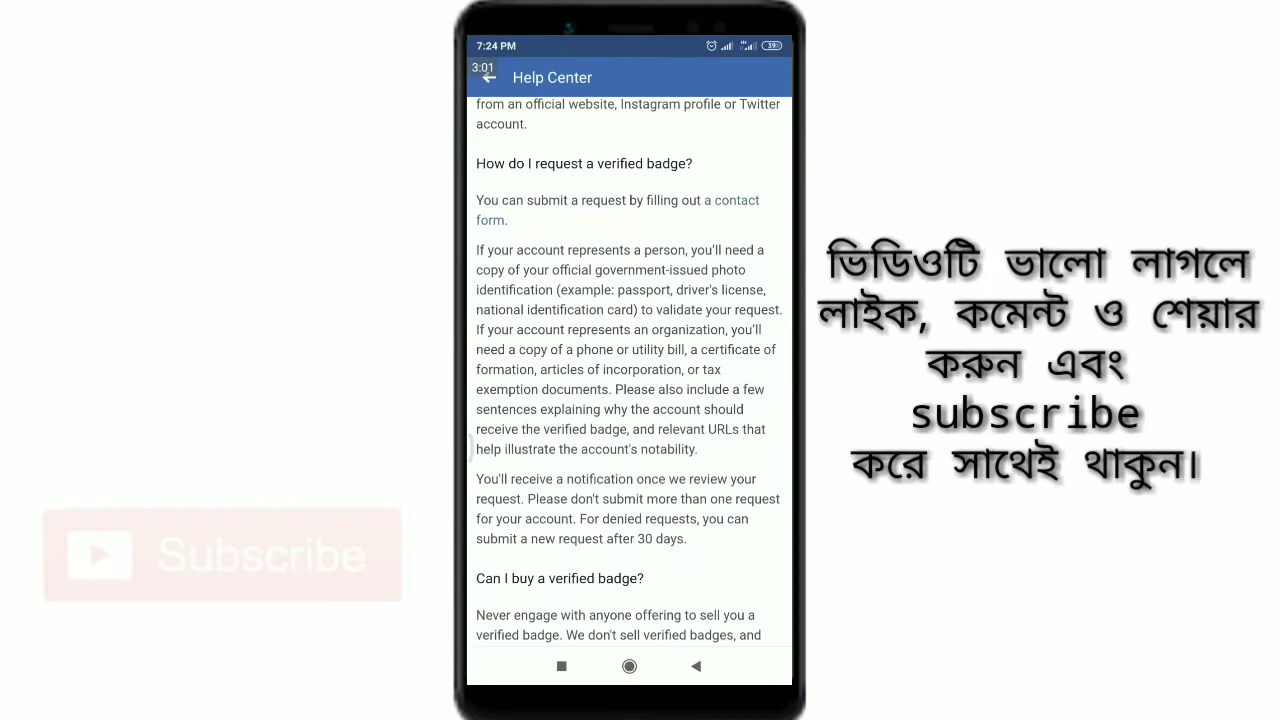 7:24 PM
39
3:01
Help Center
from an official website, Instagram profile or Twitter
account.
How do I request a verified badge?
You can submit a request by filling out a contact
form.
If your account represents a person, you'll need a
copy of your official government-issued photo
identification (example: passport, driver's license,
national identification card) to validate your request.
If your account represents an organization, you'll
need a copy of a phone or utility bill, a certificate of
formation, articles of incorporation, or tax
exemption documents. Please also include a few
sentences explaining why the account should
receive the verified badge, and relevant URLs that
help illustrate the account's notability.
You'll receive a notification once we review your
request. Please don't submit more than one request
for your account. For denied requests, you can
submit a new request after 30 days.
Can I buy a verified badge?
Never engage with anyone offering to sell you a
verified badge. We don't sell verified badges, and
ভিডিওটি ভালো লাগলে
লাইক, কমেন্ট ও শেয়ার
করুন এবং
subscribe
করে সাথেই থাকুন।
Subscribe